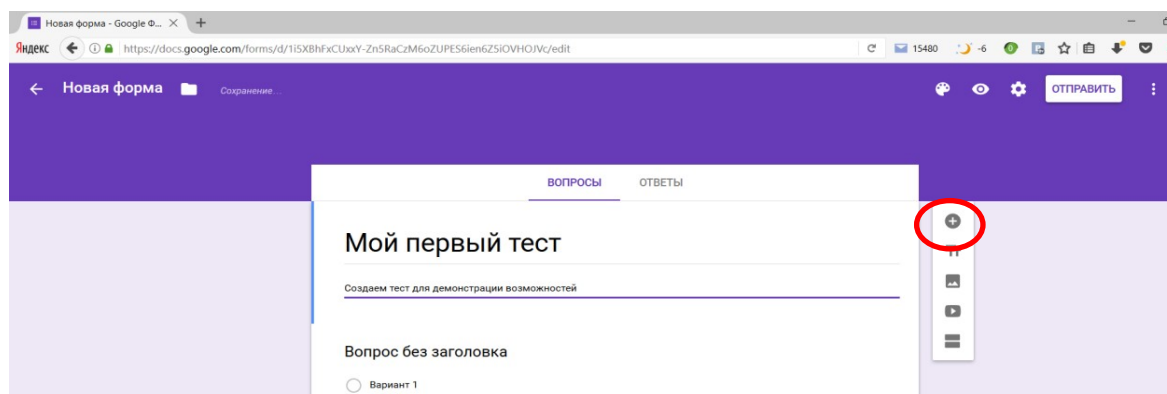 Новая форма - Google Ф...
Яндекс https://docs.google.com/forms/d/1i5XBhFxCUxxY-Zn5RaCzM6oZUPES6ien6Z5iOVHOJVc/edit 15480 -6 0
Новая форма Сохранение... ОТПРАВИТЬ
ВОПРОСЫ ОТВЕТЫ
Мой первый тест
Создаем тест для демонстрации возможностей
Вопрос без заголовка
Вариант 1